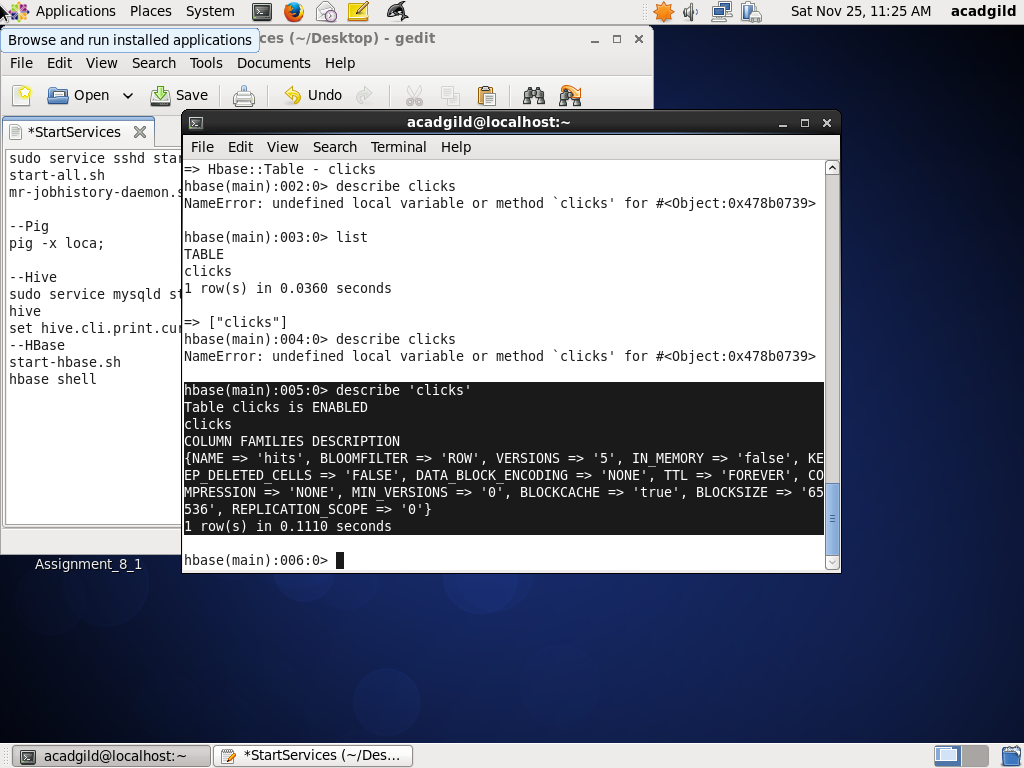 Applications Places System
Sat Nov 25, 11:25 AM acadgild
Browse and run installed applications
ces (~/Desktop) - gedit
File Edit View Search Tools Documents Help
Open Save Undo
*StartServices
sudo service sshd star
start-all.sh
mr-jobhistory-daemon.s
--Pig
pig -x loca;
--Hive
sudo service mysqld st
hive
set hive.cli.print.cur
--HBase
start-hbase.sh
hbase shell
acadgild@localhost:~
File Edit View Search Terminal Help
=> Hbase::Table - clicks
hbase(main):002:0> describe clicks
NameError: undefined local variable or method `clicks' for #<Object:0x478b0739>
hbase(main):003:0> list
TABLE
clicks
1 row(s) in 0.0360 seconds
=> ["clicks"]
hbase(main):004:0> describe clicks
NameError: undefined local variable or method `clicks' for #<Object:0x478b0739>
hbase(main):005:0> describe 'clicks'
Table clicks is ENABLED
clicks
COLUMN FAMILIES DESCRIPTION
{NAME => 'hits', BLOOMFILTER => 'ROW', VERSIONS => '5', IN_MEMORY => 'false', KE
EP_DELETED_CELLS => 'FALSE', DATA_BLOCK_ENCODING => 'NONE', TTL => 'FOREVER', CO
MPRESSION => 'NONE', MIN_VERSIONS => '0', BLOCKCACHE => 'true', BLOCKSIZE => '65
536', REPLICATION_SCOPE => '0'}
1 row(s) in 0.1110 seconds
hbase(main):006:0>
Assignment_8_1
acadgild@localhost:~
*StartServices (~/Des...